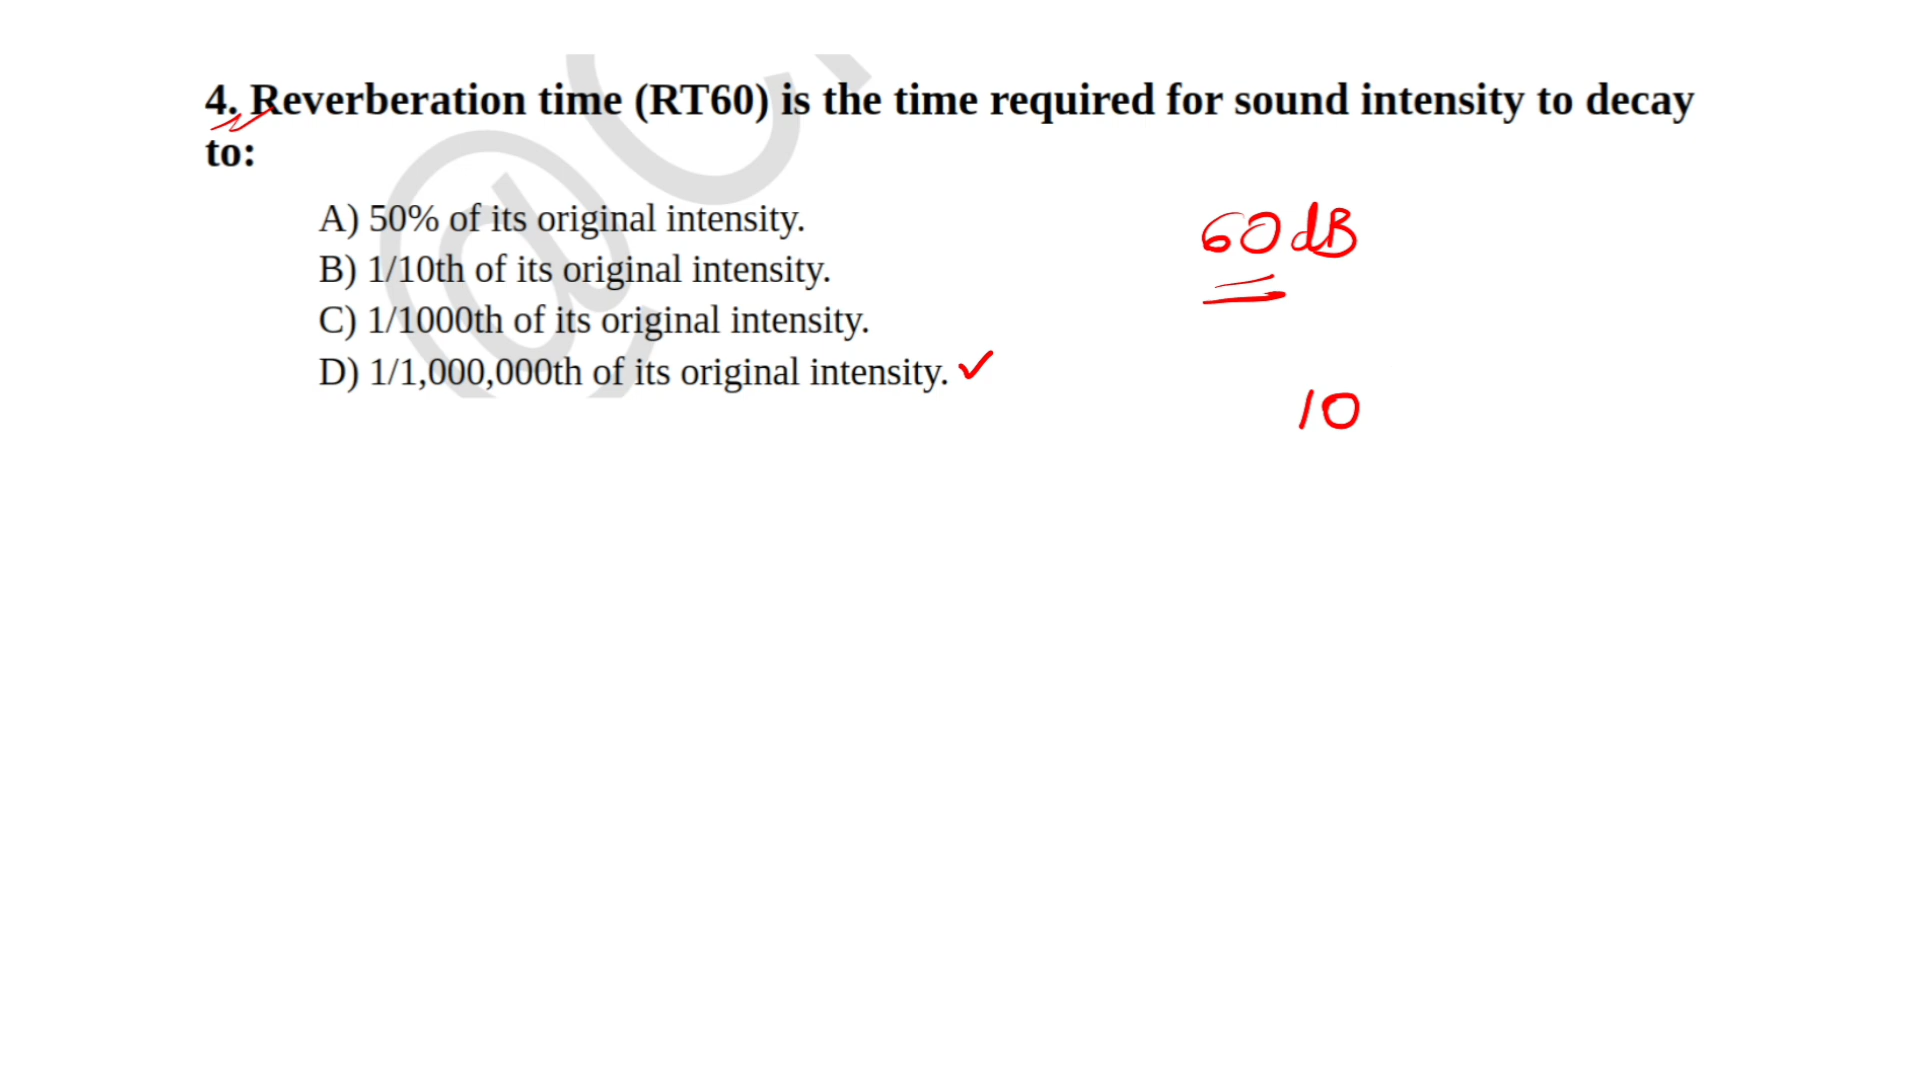 4. Reverberation time (RT60) is the time required for sound intensity to decay
to:
A) 50% of its original intensity.
B) 1/10th of its original intensity.
C) 1/1000th of its original intensity.
D) 1/1,000,000th of its original intensity. ✓
60 dB
10
@C